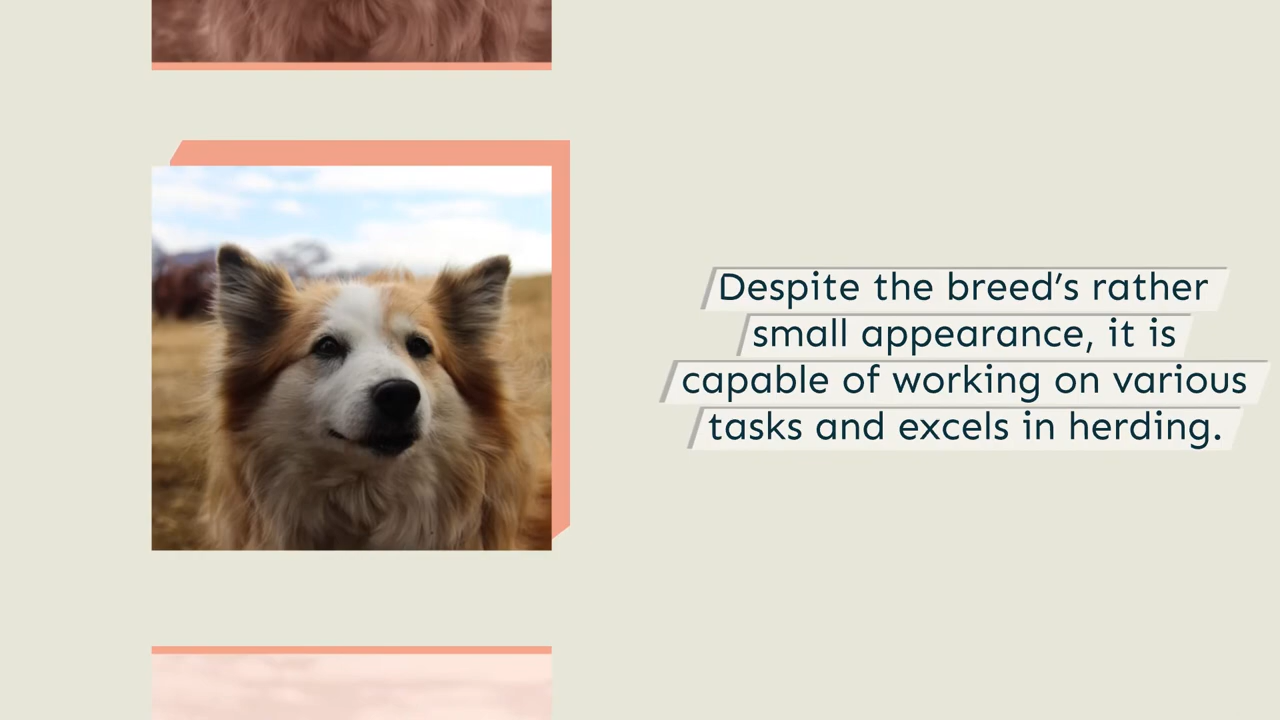 Despite the breed’s rather
small appearance, it is
capable of working on various
tasks and excels in herding.